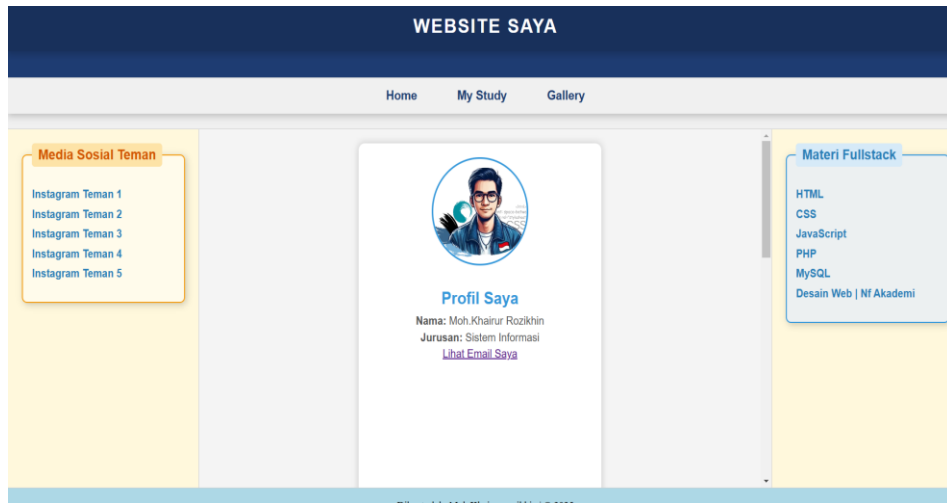 WEBSITE SAYA
Home My Study Gallery
Media Sosial Teman
Instagram Teman 1
Instagram Teman 2
Instagram Teman 3
Instagram Teman 4
Instagram Teman 5
CSS
Profil Saya
Nama: Moh.Khairur Rozikhin
Jurusan: Sistem Informasi
Lihat Email Saya
Materi Fullstack
HTML
CSS
JavaScript
PHP
MySQL
Desain Web | Nf Akademi